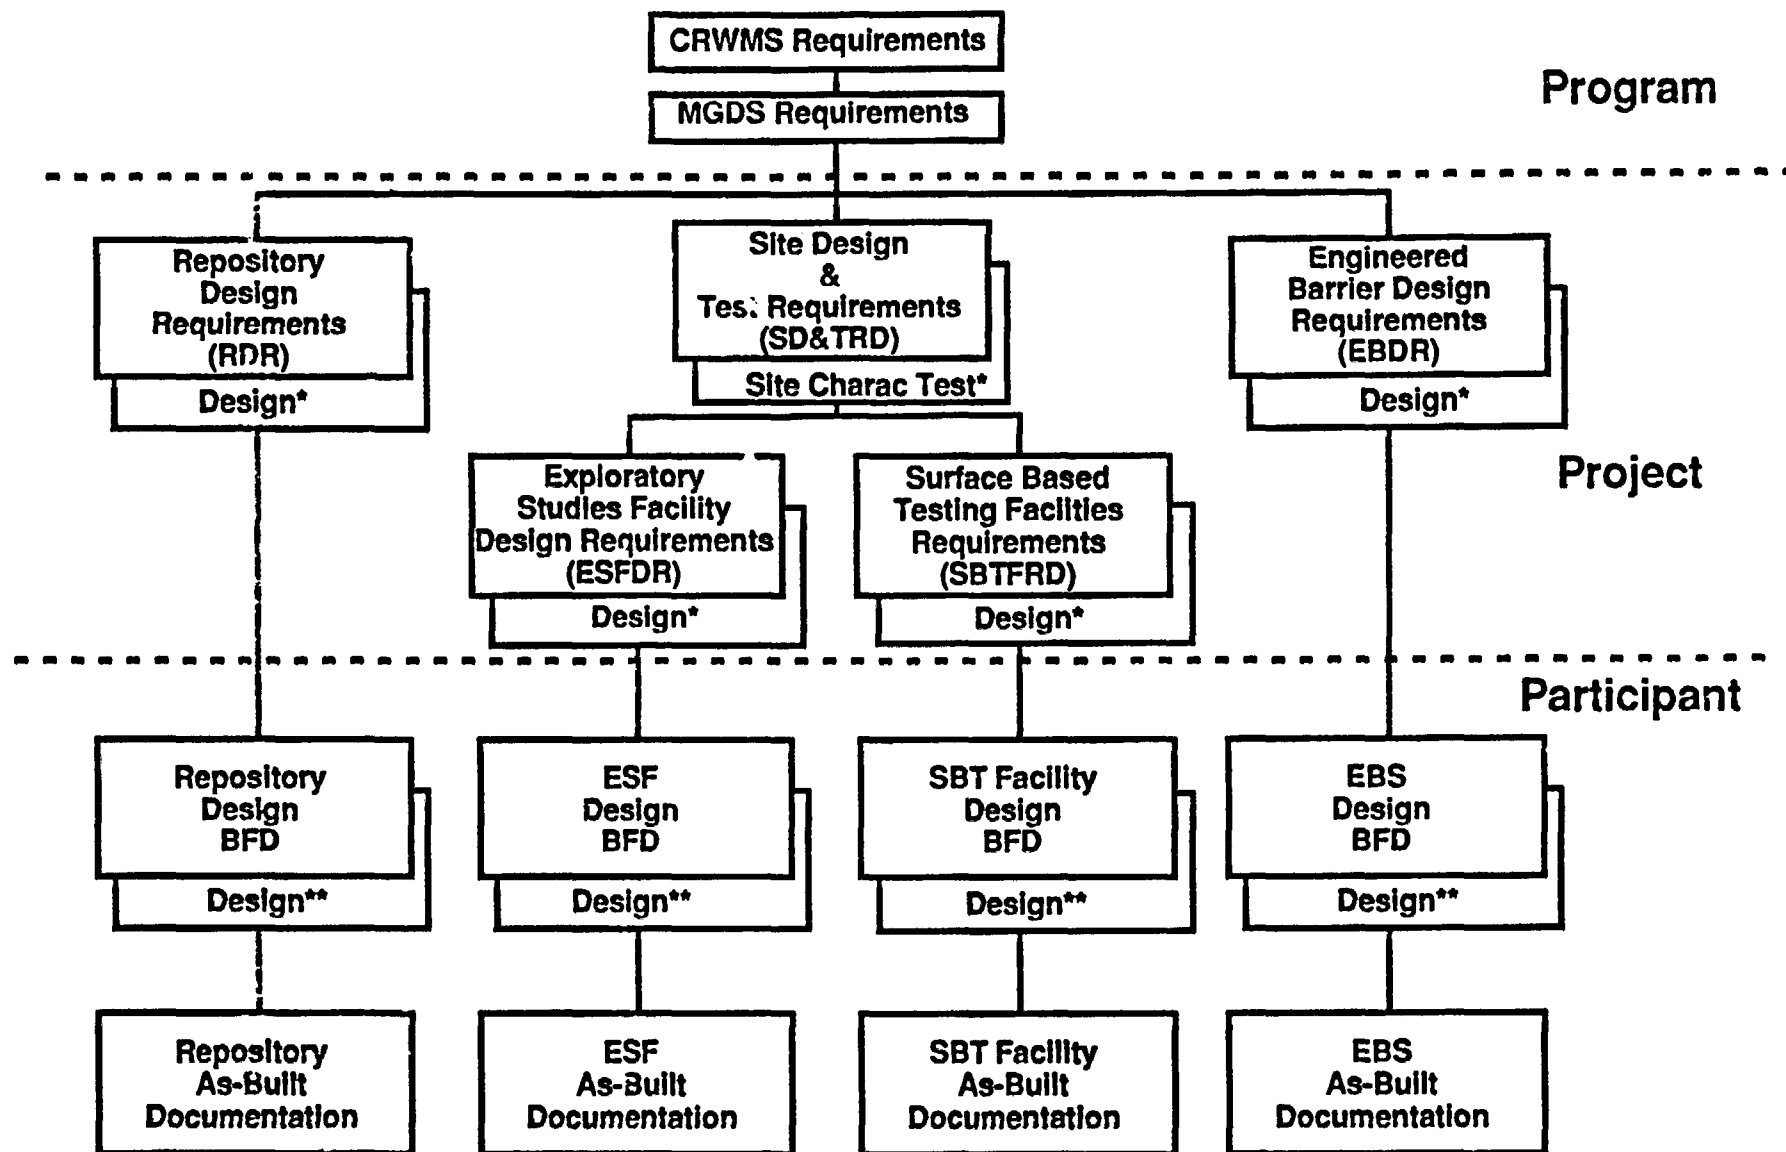 CRWMS Requirements
MGDS Requirements
Program
Repository
Design
Requirements
(RDR)
Design*
Site Design
&
Test Requirements
(SD&TRD)
Site Charac Test*
Engineered
Barrier Design
Requirements
(EBDR)
Design*
Exploratory
Studies Facility
Design Requirements
(ESFDR)
Design*
Surface Based
Testing Faclities
Requirements
(SBTFRD)
Design*
Project
Participant
Repository
Design
BFD
Design**
ESF
Design
BFD
Design**
SBT Facility
Design
BFD
Design**
EBS
Design
BFD
Design**
Repository
As-Built
Documentation
ESF
As-Built
Documentation
SBT Facility
As-Built
Documentation
EBS
As-Built
Documentation